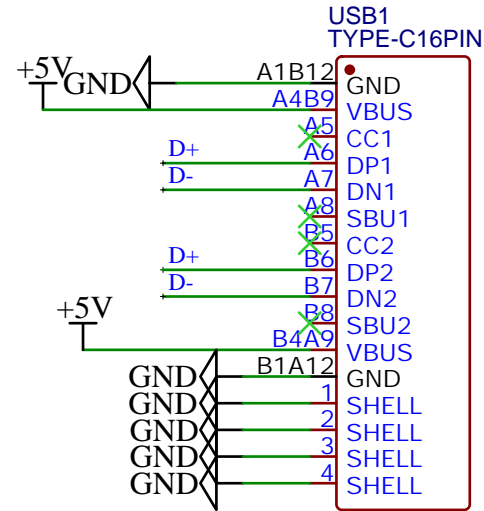 USB1
TYPE-C16PIN
+5V GND A1B12 GND
A4B9 VBUS
A5 CC1
D+ A6 DP1
D- A7 DN1
A8 SBU1
B5 CC2
D+ B6 DP2
D- B7 DN2
B8 SBU2
+5V B4A9 VBUS
GND B1A12 GND
GND 1 SHELL
GND 2 SHELL
GND 3 SHELL
GND 4 SHELL